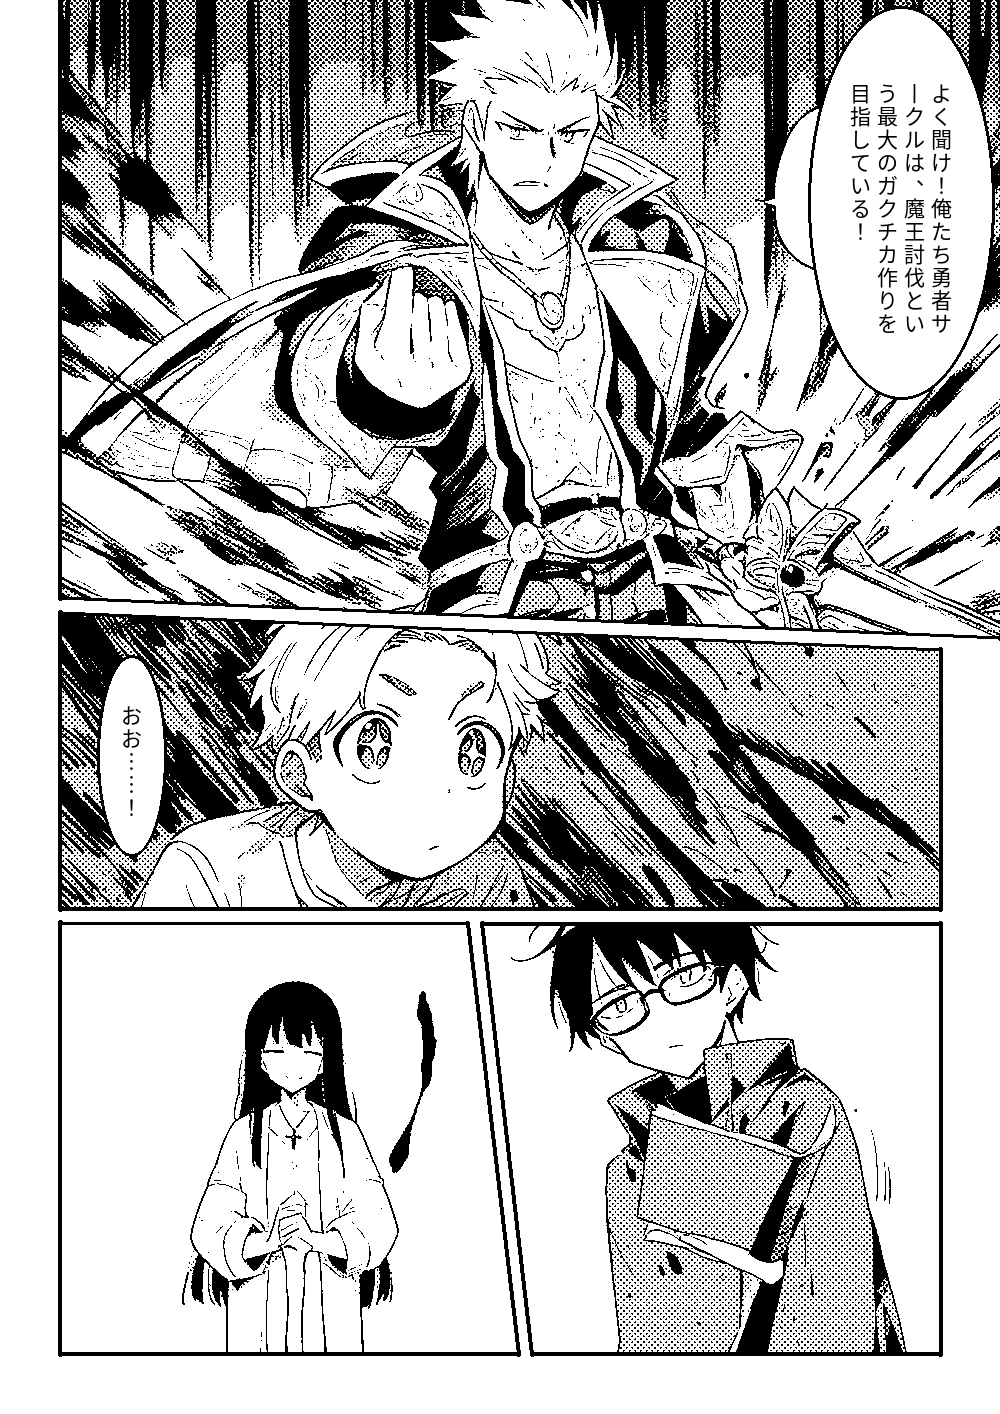 よく聞け！俺たち勇者サ
ークルは、魔王討伐とい
う最大のガクチカ作りを
目指している！
おお……！